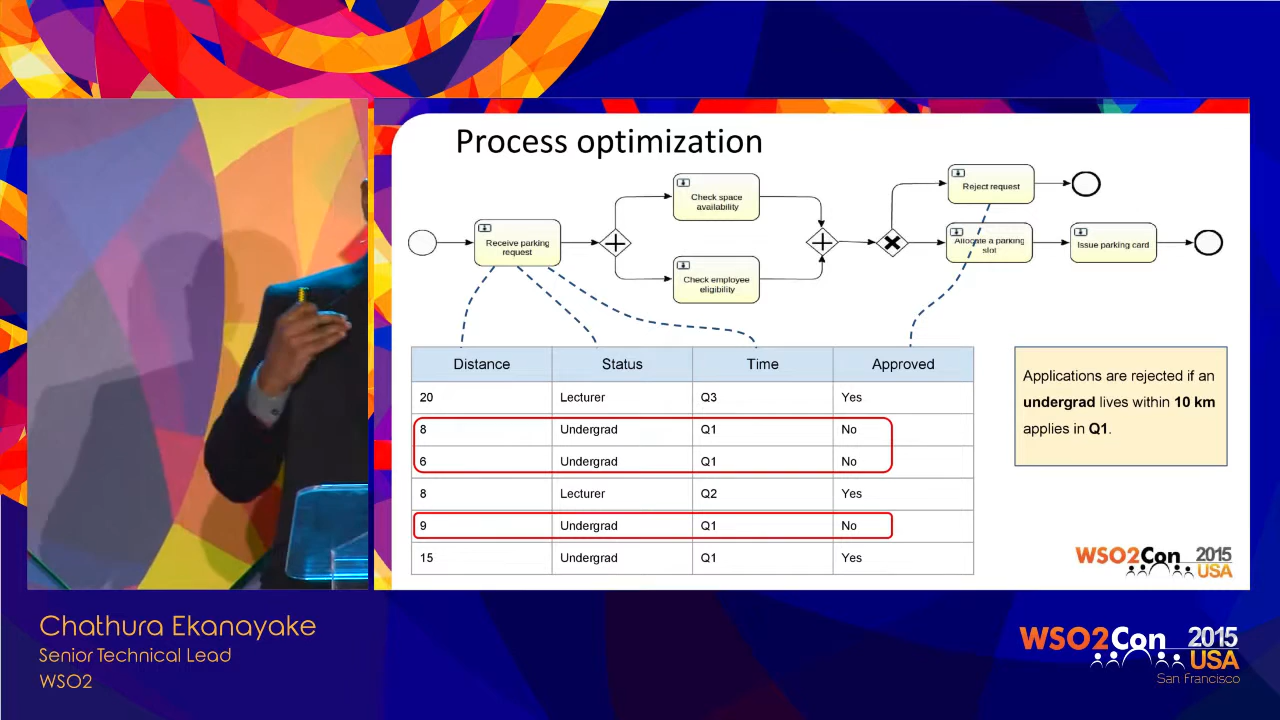 Process optimization
Receive parking
request
Check space
availability
Check employee
eligibility
Reject request
Allocate a parking
slot
Issue parking card
Distance Status Time Approved
20 Lecturer Q3 Yes
8 Undergrad Q1 No
6 Undergrad Q1 No
8 Lecturer Q2 Yes
9 Undergrad Q1 No
15 Undergrad Q1 Yes
Applications are rejected if an
undergrad lives within 10 km
applies in Q1.
WSO2Con 2015
USA
Chathura Ekanayake
Senior Technical Lead
WSO2
WSO2Con 2015
USA
San Francisco